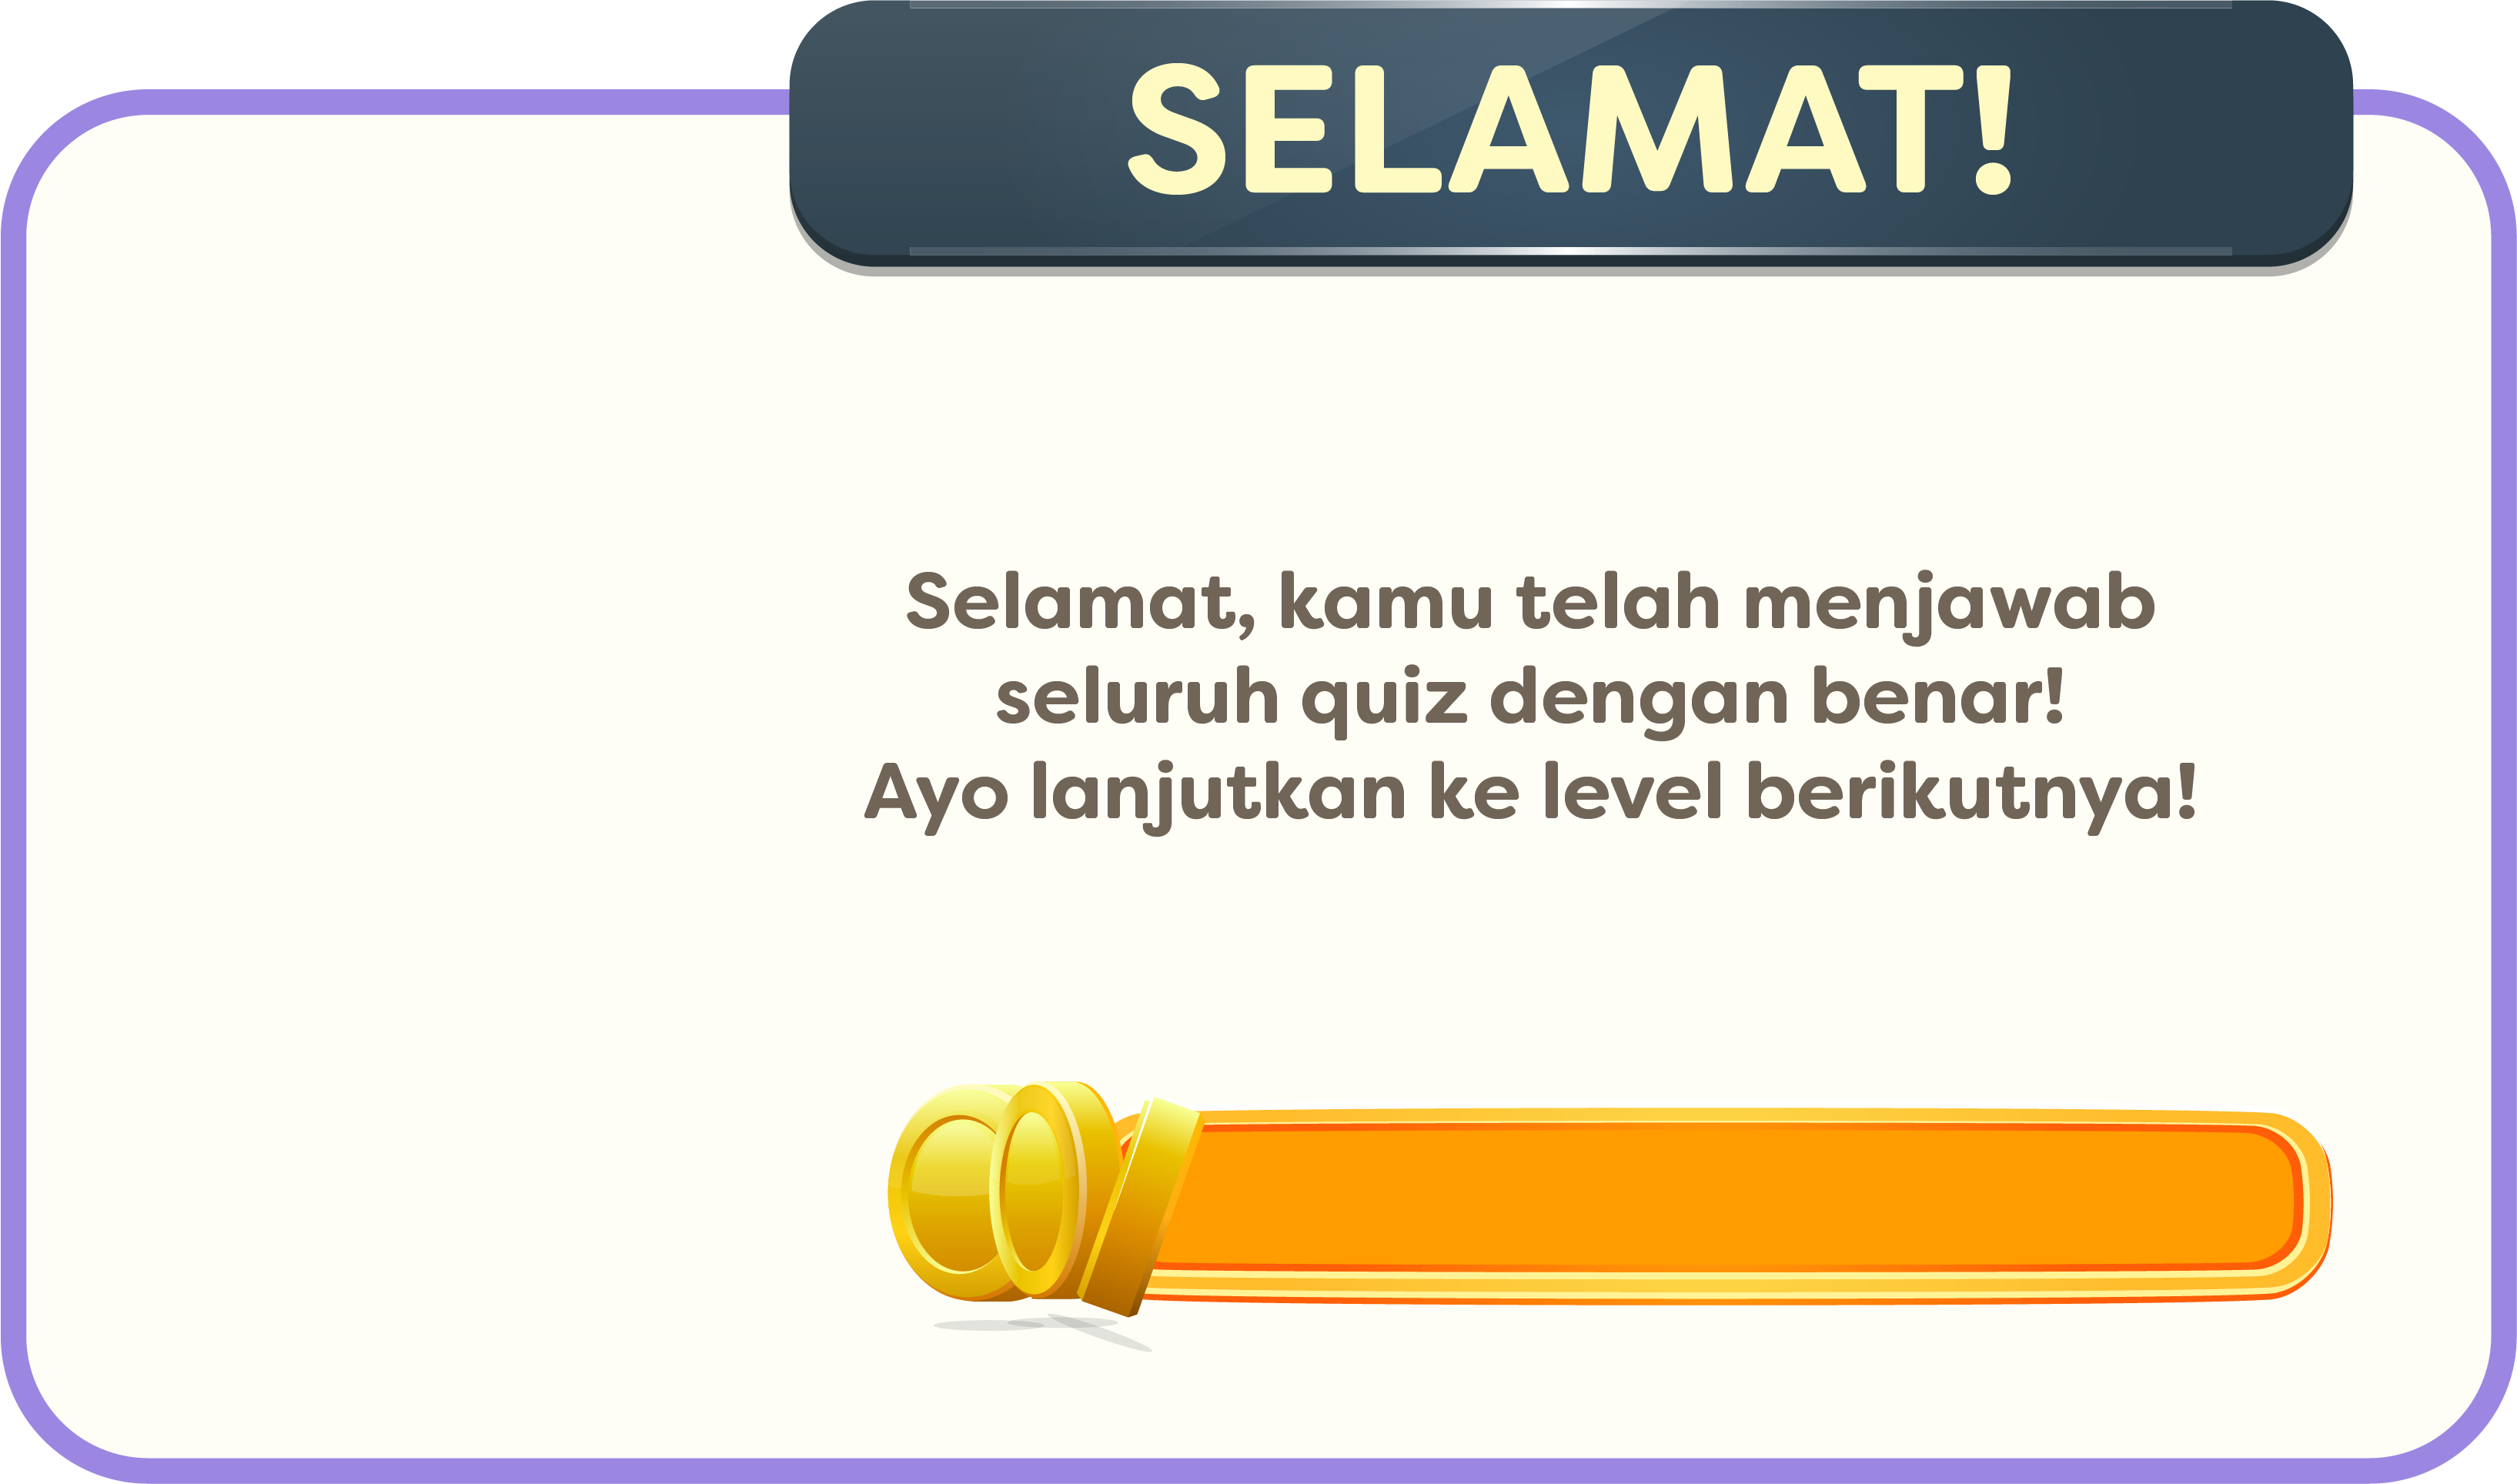 SELAMAT!
Selamat, kamu telah menjawab
seluruh quiz dengan benar!
Ayo lanjutkan ke level berikutnya!